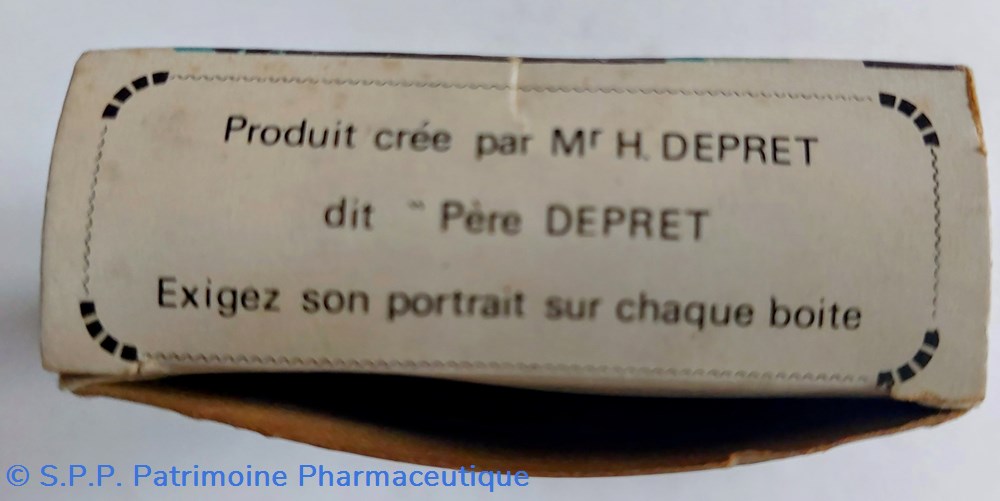 Produit crée par Mr H. DEPRET
dit " Père DEPRET
Exigez son portrait sur chaque boite
© S.P.P. Patrimoine Pharmaceutique